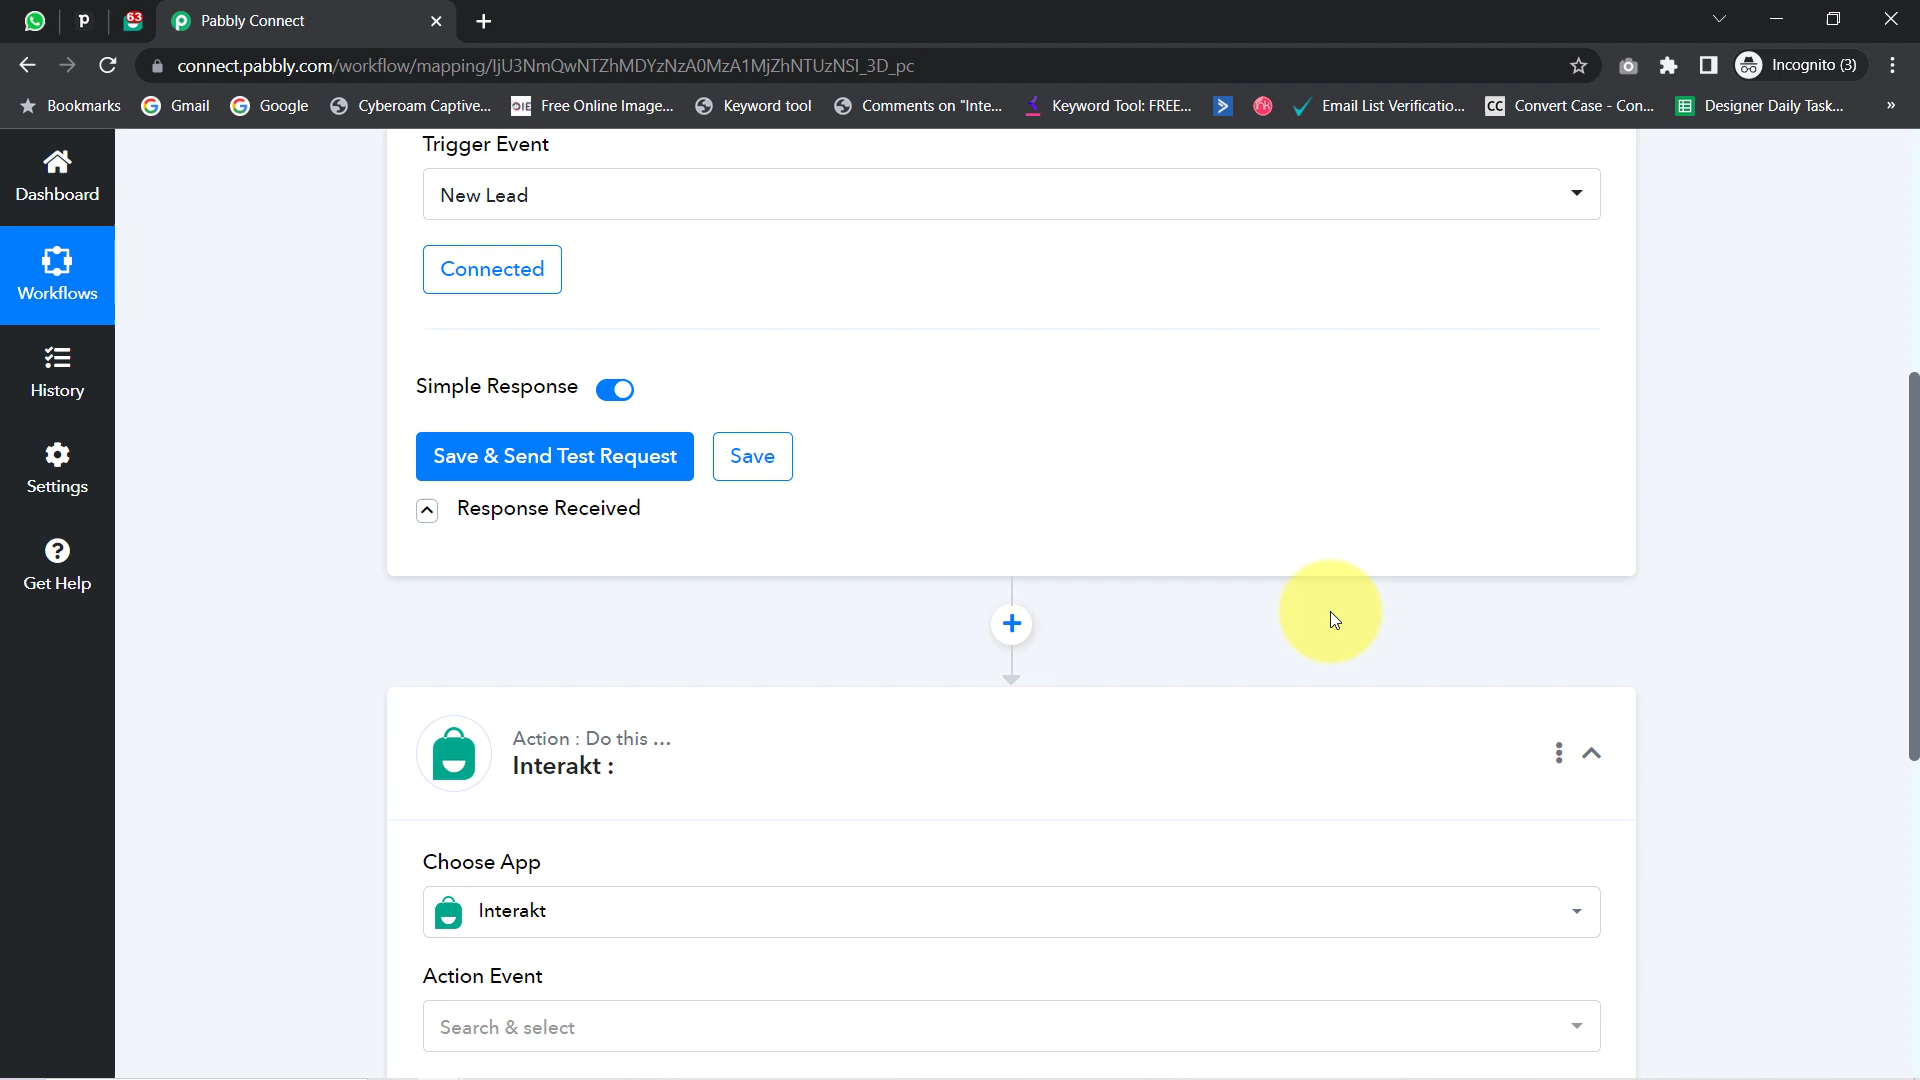 63
Pabbly Connect
connect.pabbly.com/workflow/mapping/IjU3NmQwNTZhMDYzNzA0MzA1MjZhNTUzNSI_3D_pc
Incognito (3)
Bookmarks
Gmail
Google
Cyberoam Captive...
OIE
Free Online Image...
Keyword tool
Comments on "Inte...
Keyword Tool: FREE...
Email List Verificatio...
CC
Convert Case - Con...
Designer Daily Task...
»
Dashboard
Workflows
History
Settings
Get Help
Trigger Event
New Lead
Connected
Simple Response
Save & Send Test Request
Save
Response Received
Action : Do this ...
Interakt :
Choose App
Interakt
Action Event
Search & select